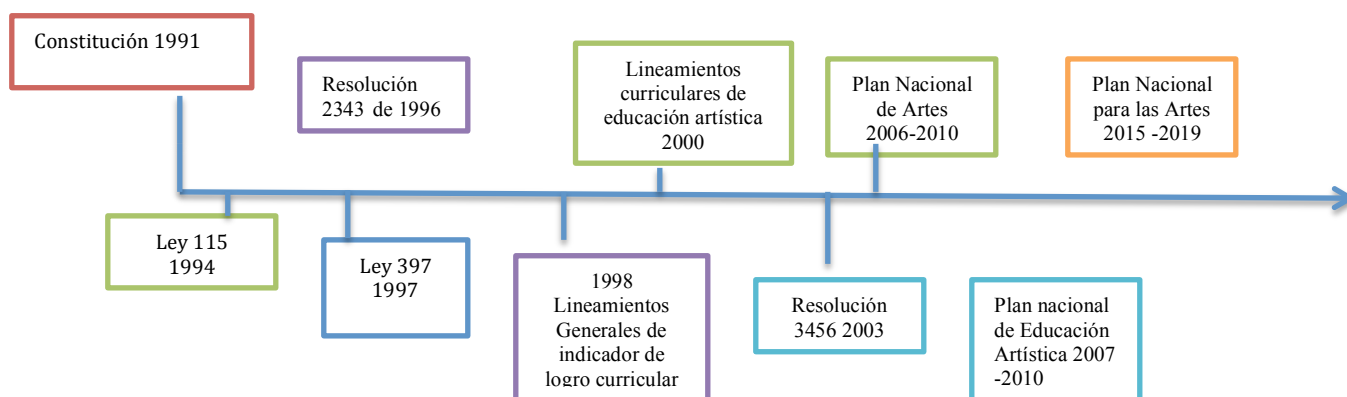 Constitución 1991
Resolución
2343 de 1996
Lineamientos
curriculares de
educación artística
2000
Plan Nacional
de Artes
2006-2010
Plan Nacional
para las Artes
2015 -2019
Ley 115
1994
Ley 397
1997
1998
Lineamientos
Generales de
indicador de
logro curricular
Resolución
3456 2003
Plan nacional
de Educación
Artística 2007
-2010